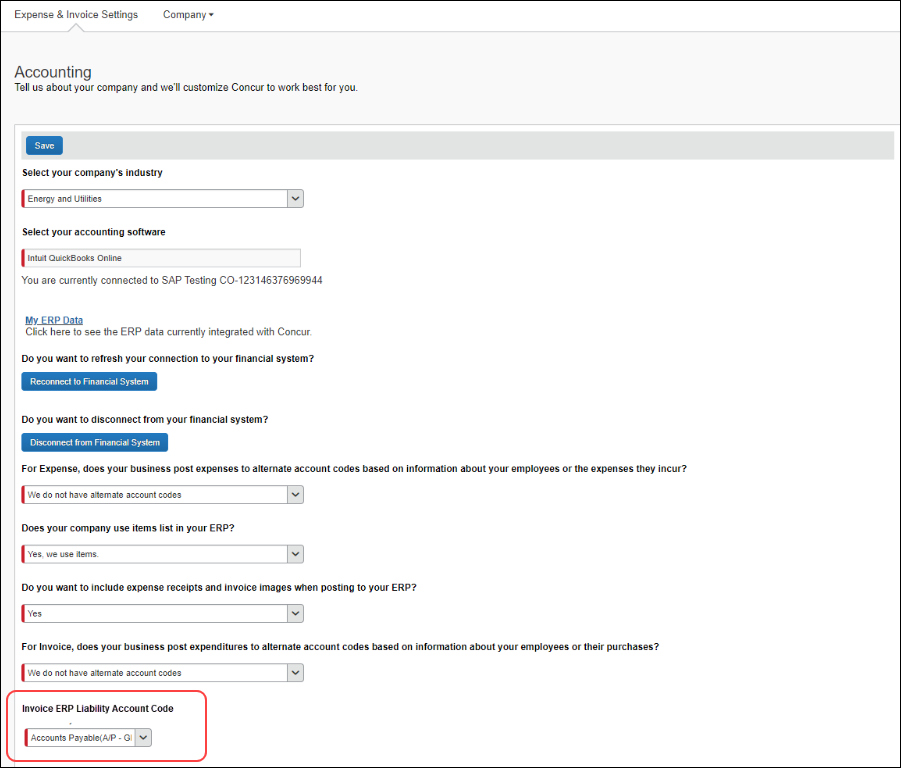 Expense & Invoice Settings Company
Accounting
Tell us about your company and we'll customize Concur to work best for you.
Save
Select your company's industry
Energy and Utilities
Select your accounting software
Intuit QuickBooks Online
You are currently connected to SAP Testing CO-123146376969944
My ERP Data
Click here to see the ERP data currently integrated with Concur.
Do you want to refresh your connection to your financial system?
Reconnect to Financial System
Do you want to disconnect from your financial system?
Disconnect from Financial System
For Expense, does your business post expenses to alternate account codes based on information about your employees or the expenses they incur?
We do not have alternate account codes
Does your company use items list in your ERP?
Yes, we use items.
Do you want to include expense receipts and invoice images when posting to your ERP?
Yes
For Invoice, does your business post expenditures to alternate account codes based on information about your employees or their purchases?
We do not have alternate account codes
Invoice ERP Liability Account Code
Accounts Payable(A/P - G